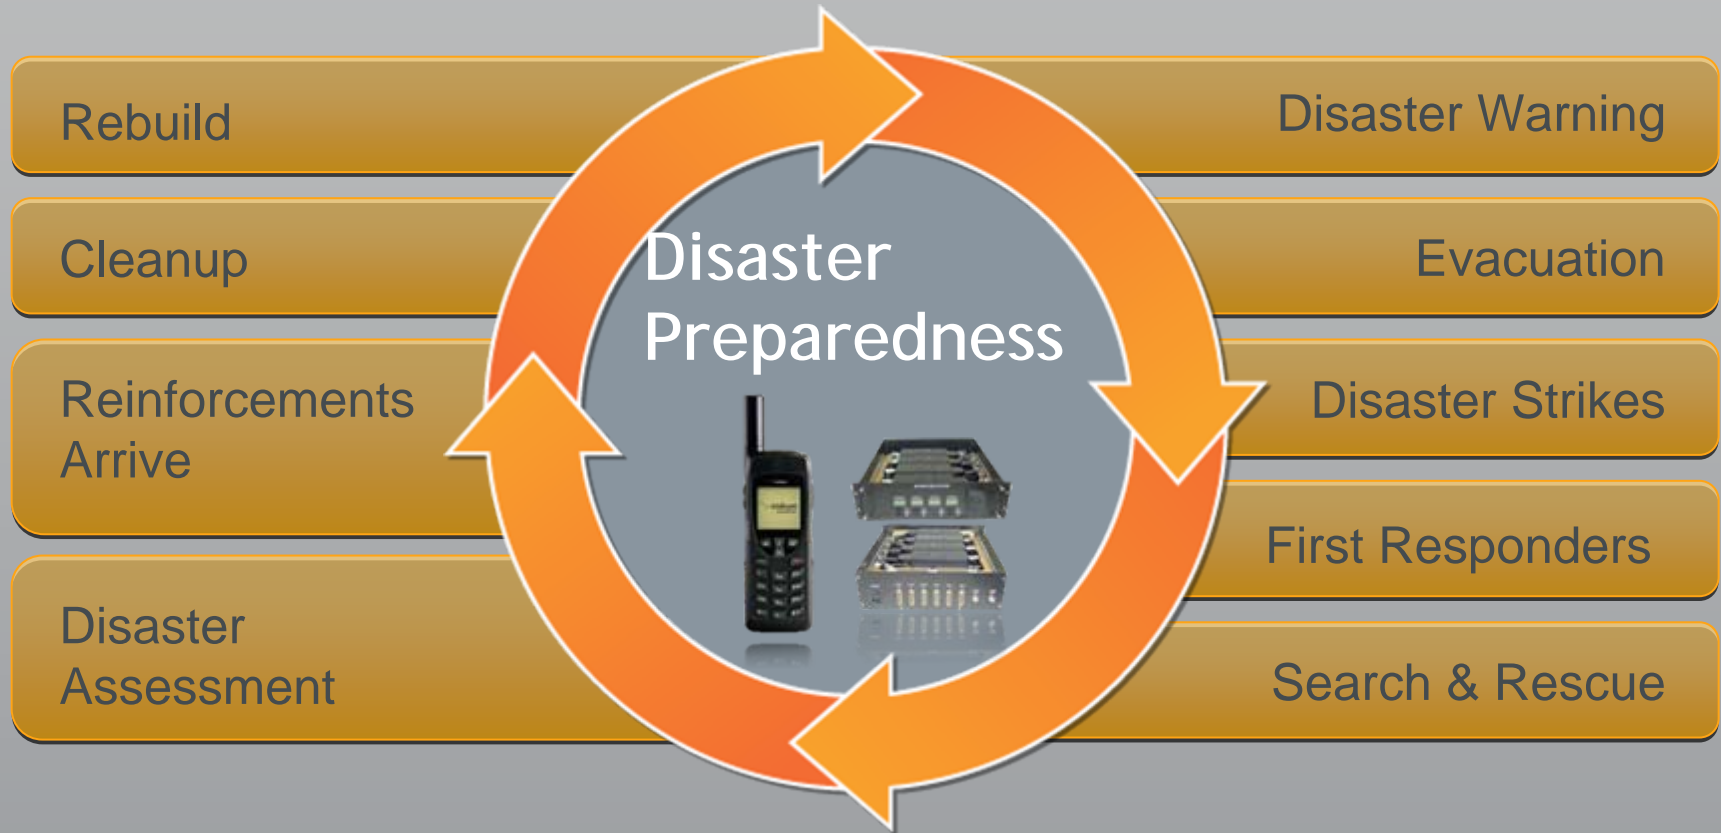 Rebuild
Disaster Warning
Cleanup
Evacuation
Disaster
Preparedness
Reinforcements
Arrive
Disaster Strikes
First Responders
Disaster
Assessment
Search & Rescue